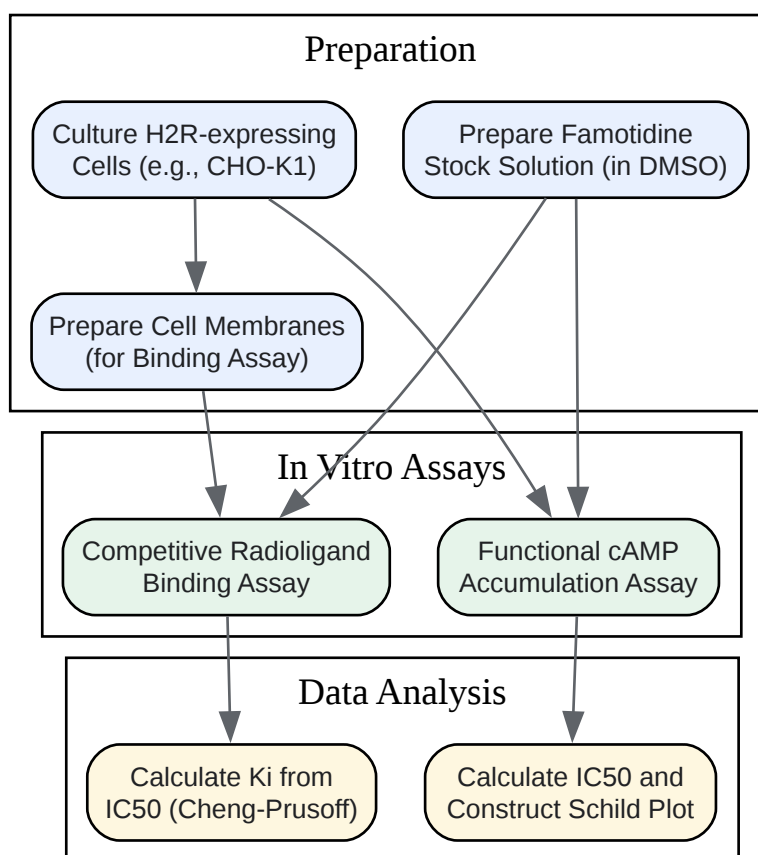 Preparation
Culture H2R-expressing
Cells (e.g., CHO-K1)
Prepare Famotidine
Stock Solution (in DMSO)
Prepare Cell Membranes
(for Binding Assay)
In Vitro Assays
Competitive Radioligand
Binding Assay
Functional cAMP
Accumulation Assay
Data Analysis
Calculate Ki from
IC50 (Cheng-Prusoff)
Calculate IC50 and
Construct Schild Plot